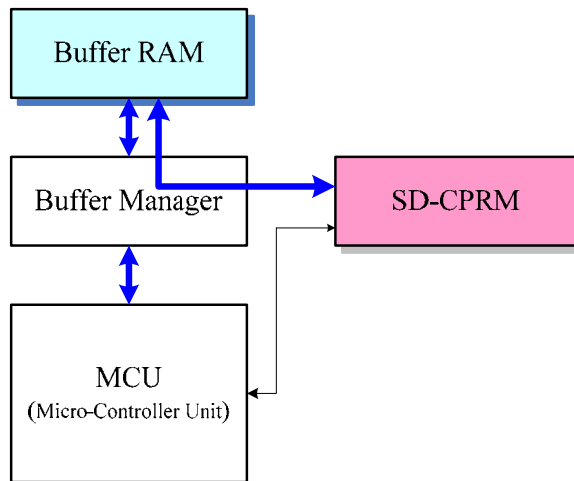 Buffer RAM
Buffer Manager
SD-CPRM
MCU
(Micro-Controller Unit)